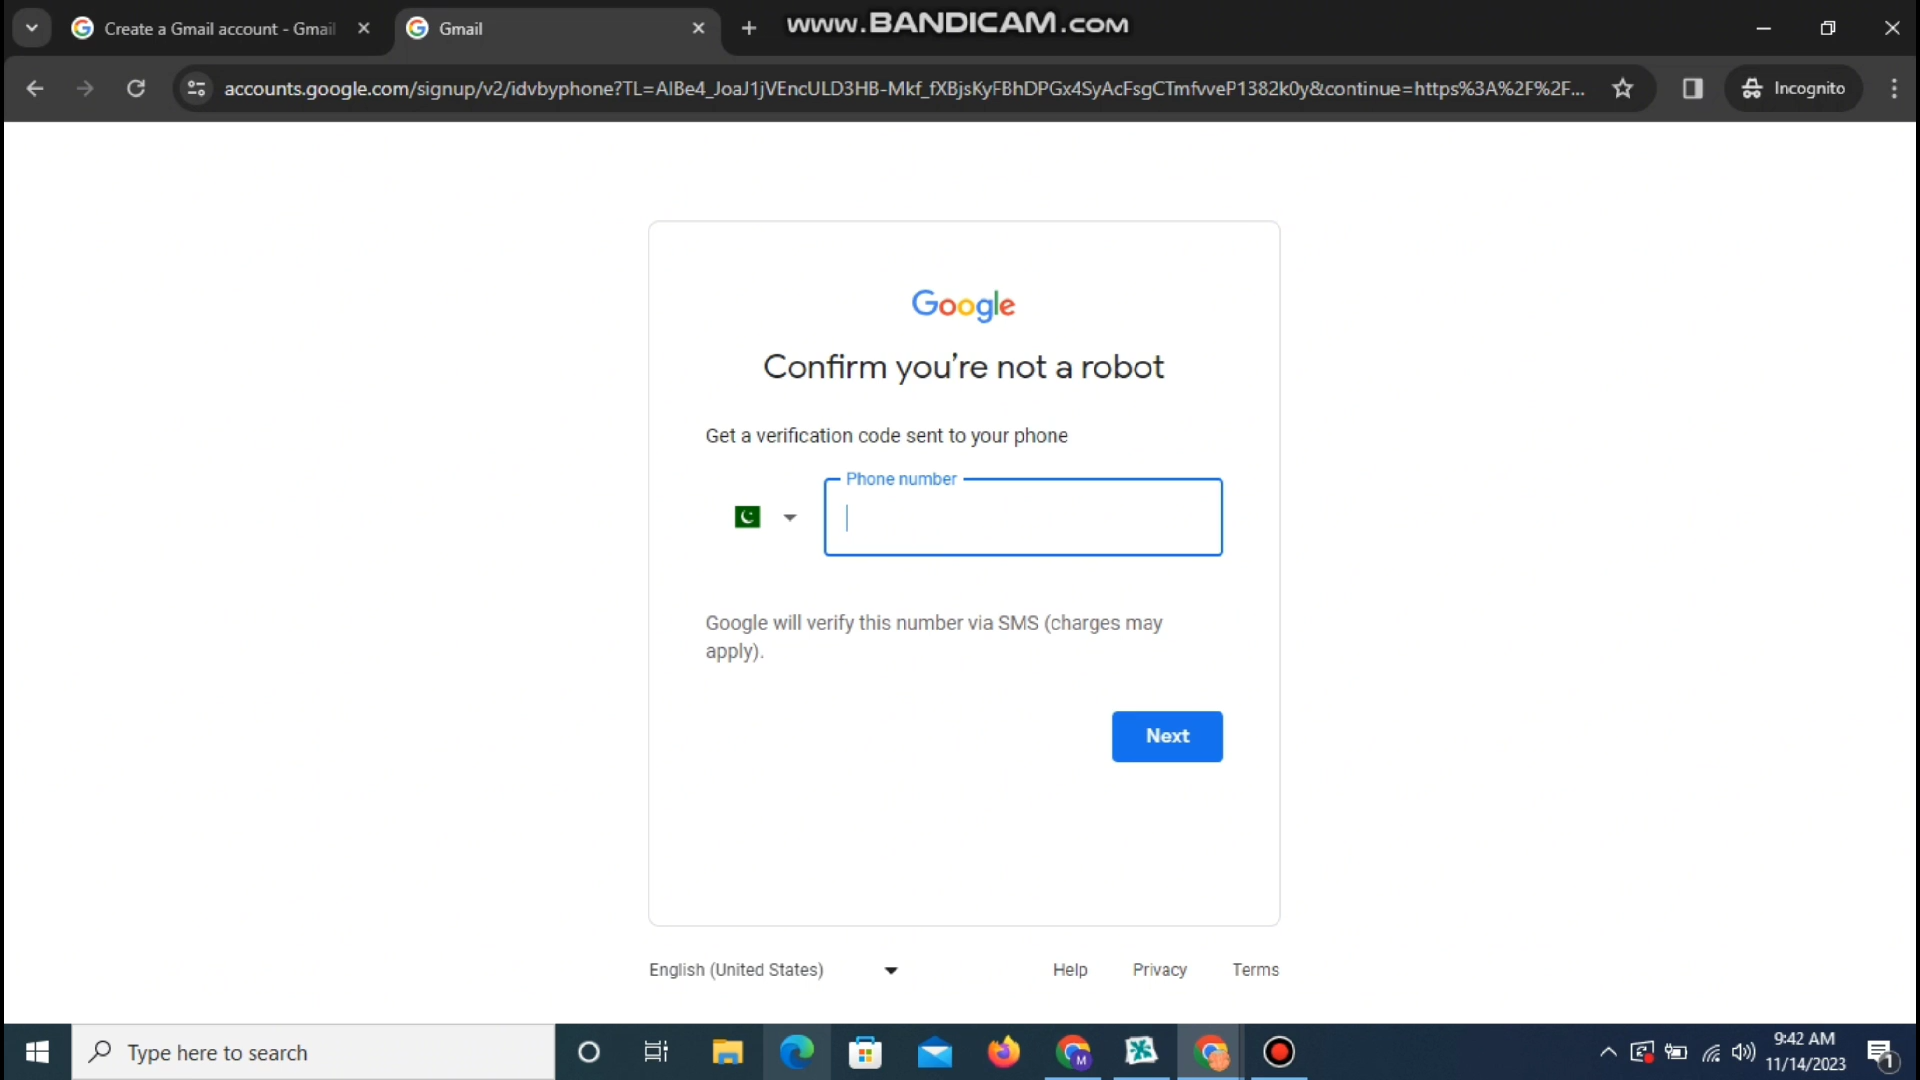 Create a Gmail account - Gmail
Gmail
www.BANDICAM.com
accounts.google.com/signup/v2/idvbyphone?TL=AIBe4_JoaJ1jVEncULD3HB-Mkf_fXBjsKyFBhDPGx4SyAcFsgCTmfvveP1382k0y&continue=https%3A%2F%2F...
Incognito
Google
Confirm you're not a robot
Get a verification code sent to your phone
Phone number
Google will verify this number via SMS (charges may
apply).
Next
English (United States)
Help
Privacy
Terms
Type here to search
M
9:42 AM
11/14/2023
1